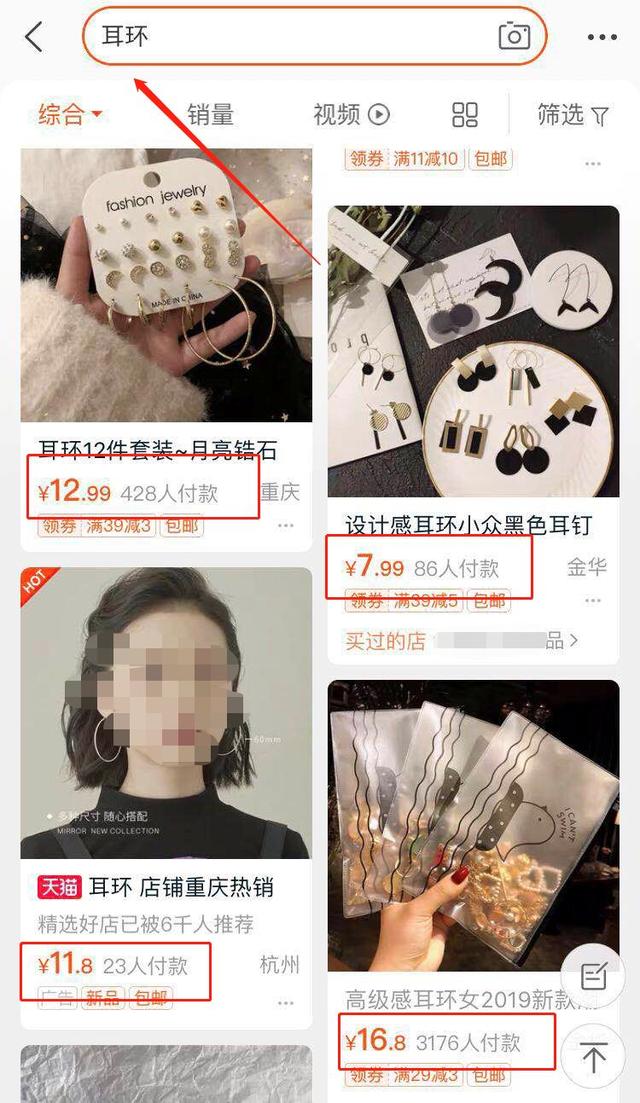 耳环
综合 销量 视频 筛选
fashion jewelry
MADE IN CHINA
耳环12件套装~月亮锆石
¥12.99 428人付款 重庆
领券 满39减3 包邮
HOT
60mm
多种尺寸 随心搭配
MIRROR NEW COLLECTION
天猫 耳环 店铺重庆热销
精选好店已被6千人推荐
¥11.8 23人付款 杭州
广告 新品 包邮
领券 满11减10 包邮
设计感耳环小众黑色耳钉
¥7.99 86人付款 金华
领券 满39减5 包邮
买过的店 品 >
I CAN'T
SWIM
高级感耳环女2019新款潮
¥16.8 3176人付款
领券 满29减3 包邮